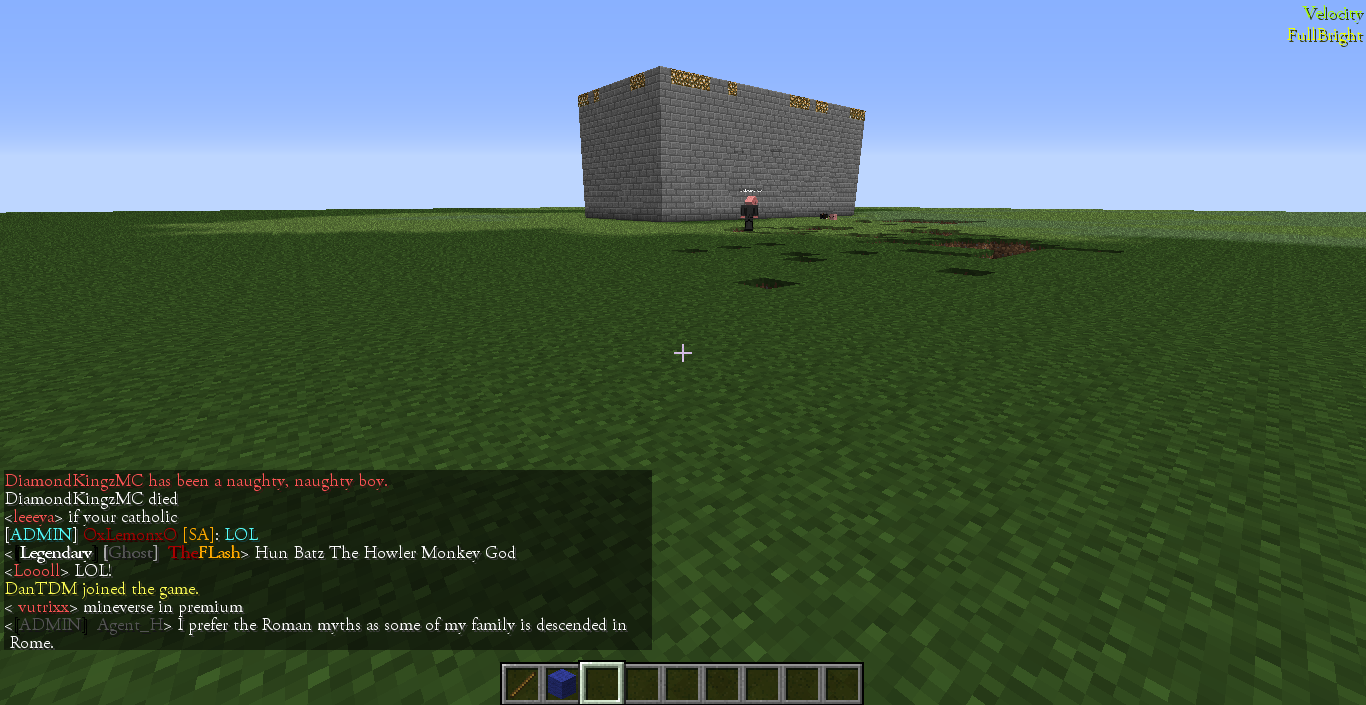 Velocity
FullBright
DiamondKingzMC has been a naughty, naughty boy.
DiamondKingzMC died
<leeeva> if your catholic
[ADMIN] OxLemonxO [SA]: LOL
< Legendary [Ghost] TheFLash> Hun Batz The Howler Monkey God
<Loooll> LOL!
DanTDM joined the game.
< vutrixx> mineverse in premium
< [ADMIN] Agent_H> I prefer the Roman myths as some of my family is descended in
Rome.